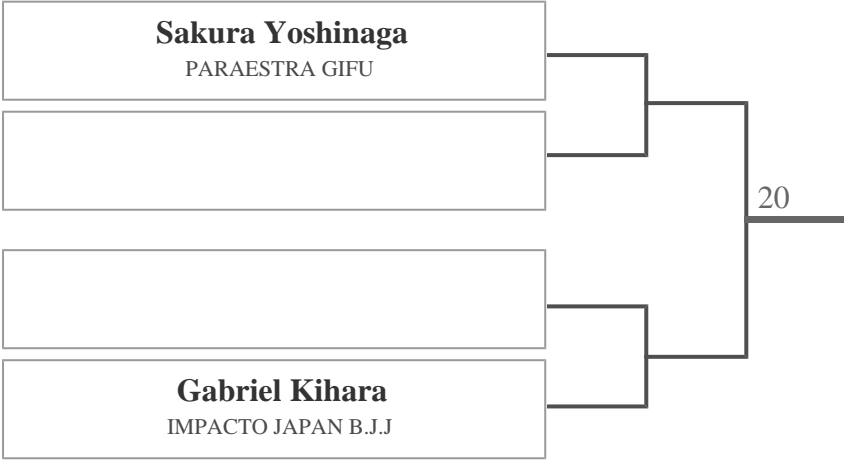 Sakura Yoshinaga
PARAESTRA GIFU
20
Gabriel Kihara
IMPACTO JAPAN B.J.J